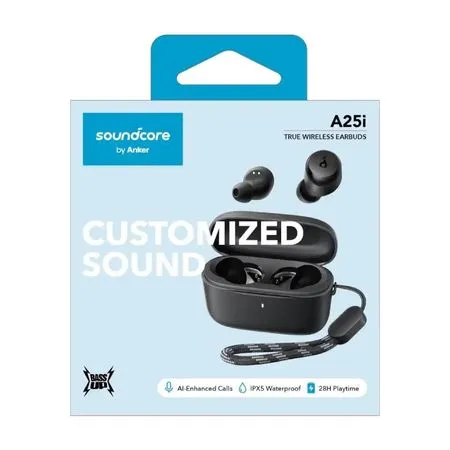 soundcore
by Anker
A25i
TRUE WIRELESS EARBUDS
CUSTOMIZED
SOUND
BASS
UP
AI-Enhanced Calls
IPX5 Waterproof
28H Playtime